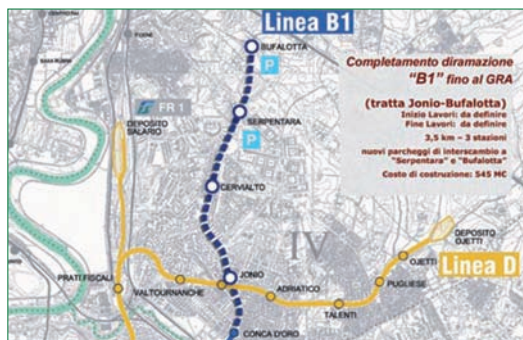 Linea B1
BUFALOTTA
P
FR 1
DEPOSITO
SALARIO
SERPENTARA
P
CERVIALTO
IV
Completamento diramazione
"B1" fino al GRA
(tratta Jonio-Bufalotta)
Inizio Lavori: da definire
Fine Lavori: da definire
3,5 km – 3 stazioni
nuovi parcheggi di interscambio a
"Serpentara" e "Bufalotta"
Costo di costruzione: 545 MC
DEPOSITO
OJETTI
Linea D
OJETTI
PUGLIESE
TALENTI
ADRIATICO
JONIO
VALTOURNANCHE
PRATI FISCALI
CONCA D'ORO